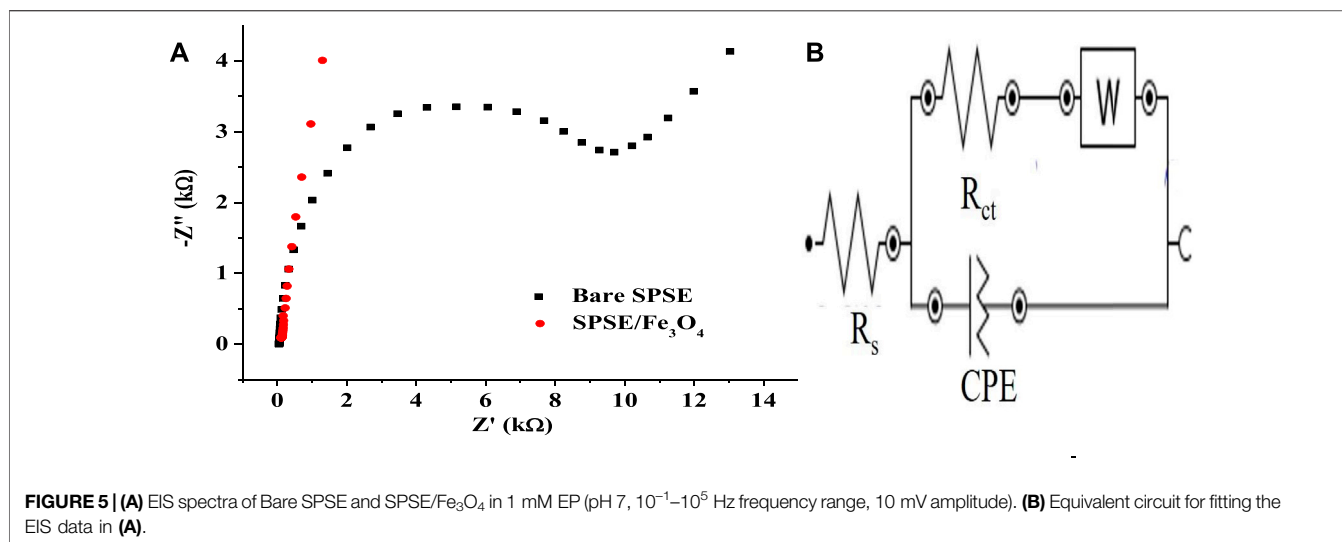 A
4
3
2
1
0
-Z'' (kΩ)
Bare SPSE
SPSE/Fe₃O₄
0 2 4 6 8 10 12 14
Z' (kΩ)
B
W
R_ct
R_s
CPE
FIGURE 5 | (A) EIS spectra of Bare SPSE and SPSE/Fe₃O₄ in 1 mM EP (pH 7, 10⁻¹–10⁵ Hz frequency range, 10 mV amplitude). (B) Equivalent circuit for fitting the
EIS data in (A).